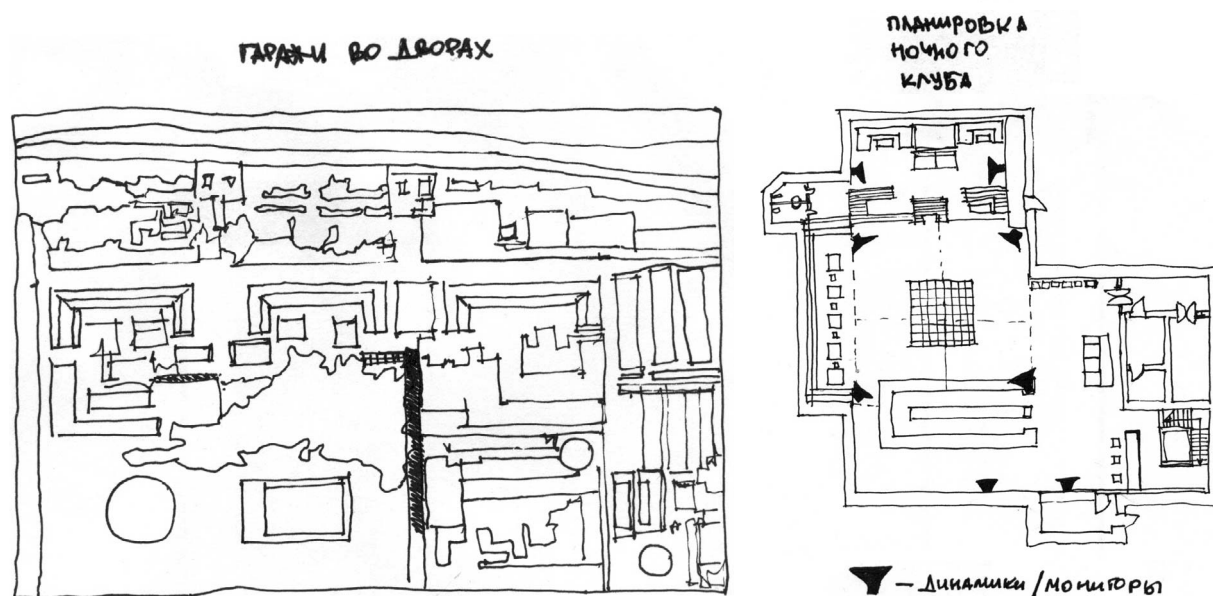 ГАРАЖИ ВО ДВОРАХ
ПЛАНИРОВКА
НОЧНОГО
КЛУБА
– ДИНАМИКИ/МОНИТОРЫ